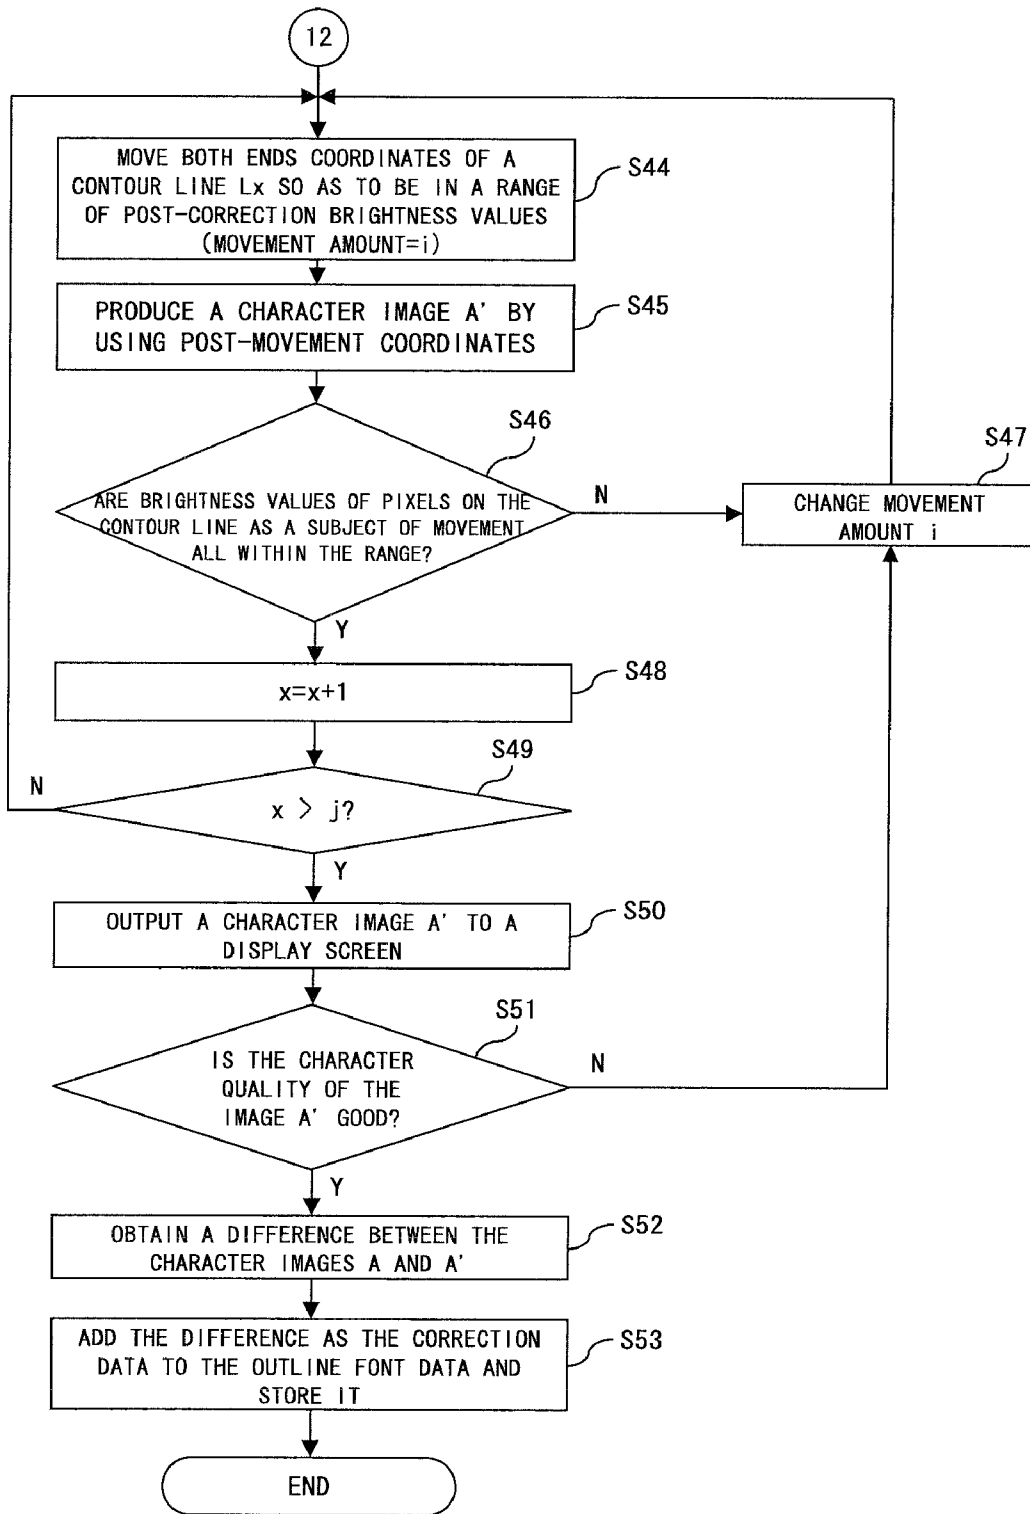 12
MOVE BOTH ENDS COORDINATES OF A
CONTOUR LINE Lx SO AS TO BE IN A RANGE
OF POST-CORRECTION BRIGHTNESS VALUES
(MOVEMENT AMOUNT=i)
S44
PRODUCE A CHARACTER IMAGE A' BY
USING POST-MOVEMENT COORDINATES
S45
S46
ARE BRIGHTNESS VALUES OF PIXELS ON THE
CONTOUR LINE AS A SUBJECT OF MOVEMENT
ALL WITHIN THE RANGE?
N
S47
CHANGE MOVEMENT
AMOUNT i
Y
x=x+1
S48
S49
N
x > j?
Y
OUTPUT A CHARACTER IMAGE A' TO A
DISPLAY SCREEN
S50
S51
IS THE CHARACTER
QUALITY OF THE
IMAGE A' GOOD?
N
Y
OBTAIN A DIFFERENCE BETWEEN THE
CHARACTER IMAGES A AND A'
S52
ADD THE DIFFERENCE AS THE CORRECTION
DATA TO THE OUTLINE FONT DATA AND
STORE IT
S53
END